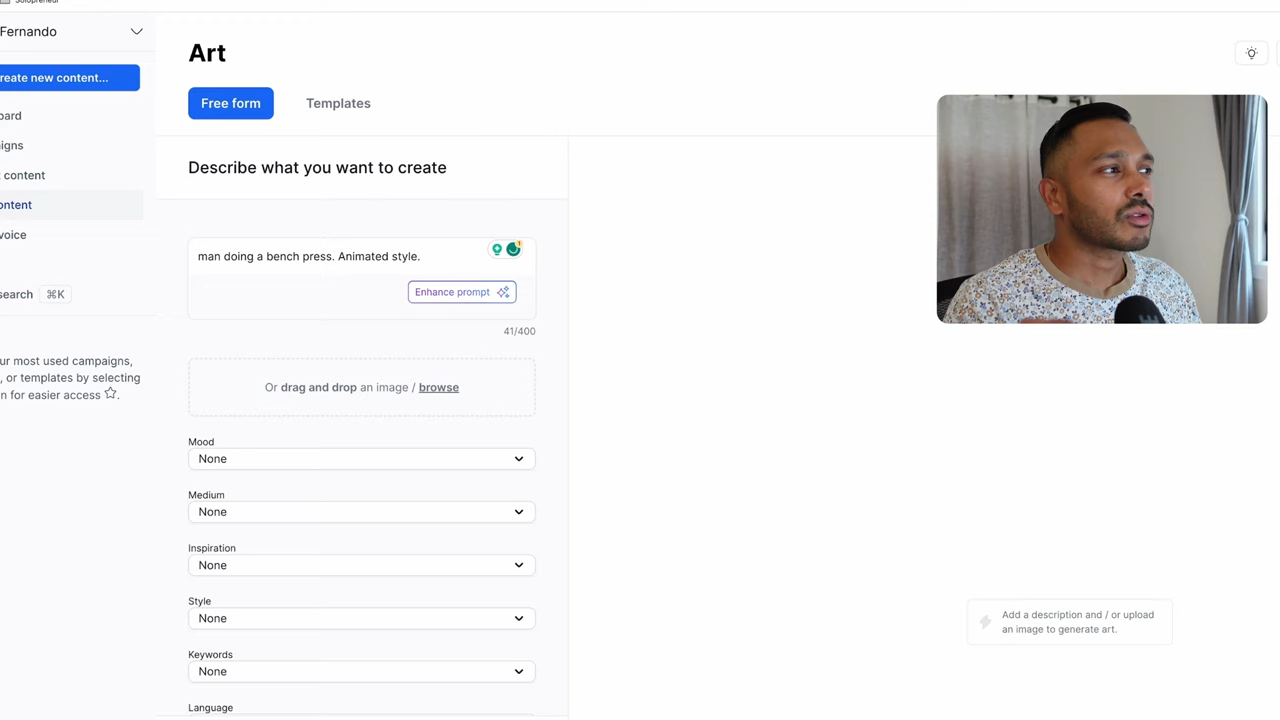 Solopreneur
Fernando
reate new content...
oard
aigns
content
ontent
voice
search ⌘K
ur most used campaigns,
, or templates by selecting
n for easier access ☆.
Art
Free form
Templates
Describe what you want to create
man doing a bench press. Animated style.
1
Enhance prompt
41/400
Or drag and drop an image / browse
Mood
None
Medium
None
Inspiration
None
Style
None
Keywords
None
Language
Add a description and / or upload
an image to generate art.